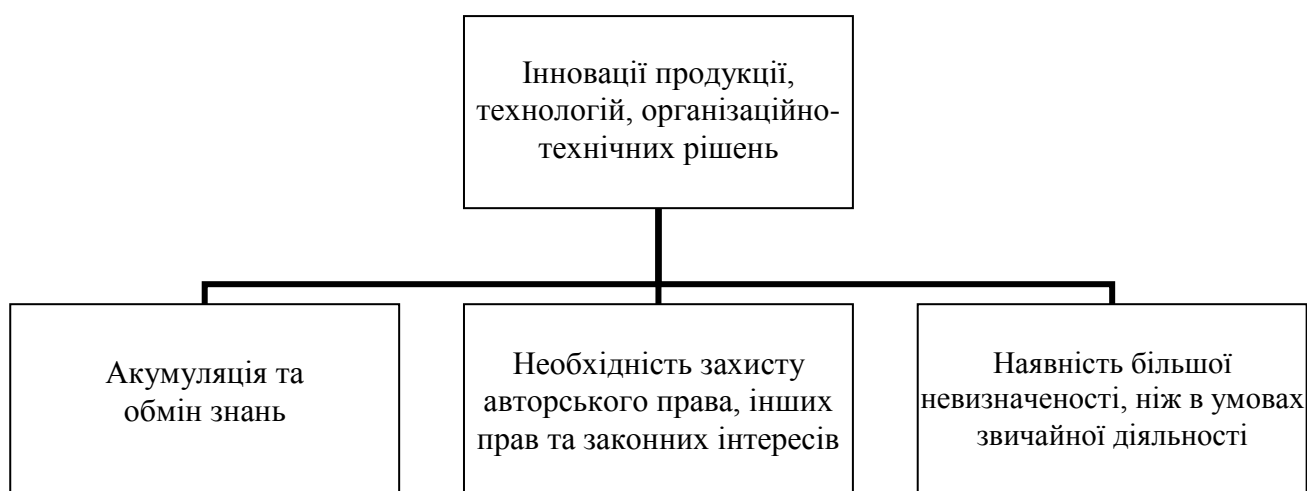 Інновації продукції,
технологій, організаційно-
технічних рішень
Акумуляція та
обмін знань
Необхідність захисту
авторського права, інших
прав та законних інтересів
Наявність більшої
невизначеності, ніж в умовах
звичайної діяльності